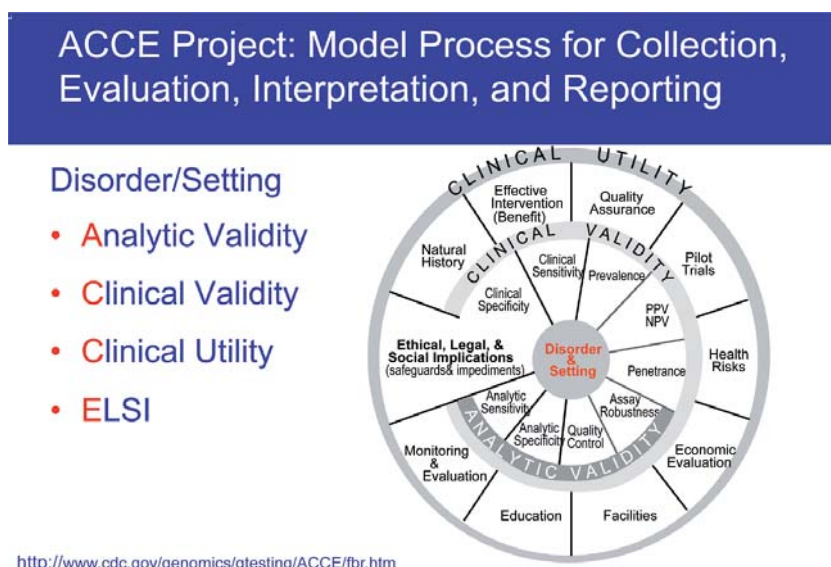 ACCE Project: Model Process for Collection,
Evaluation, Interpretation, and Reporting
Disorder/Setting
• Analytic Validity
• Clinical Validity
• Clinical Utility
• ELSI
CLINICAL UTILITY
Effective
Intervention
(Benefit)
Quality
Assurance
Natural
History
CLINICAL VALIDITY
Pilot
Trials
Clinical
Sensitivity
Prevalence
Clinical
Specificity
PPV
NPV
Ethical, Legal, &
Social Implications
(safeguards& impediments)
Disorder
&
Setting
Health
Risks
Penetrance
Analytic
Sensitivity
Assay
Robustness
Analytic
Specificity
Quality
Control
ANALYTIC VALIDITY
Monitoring
&
Evaluation
Economic
Evaluation
Education
Facilities
http://www.cdc.gov/genomics/gtesting/ACCE/fbr.htm